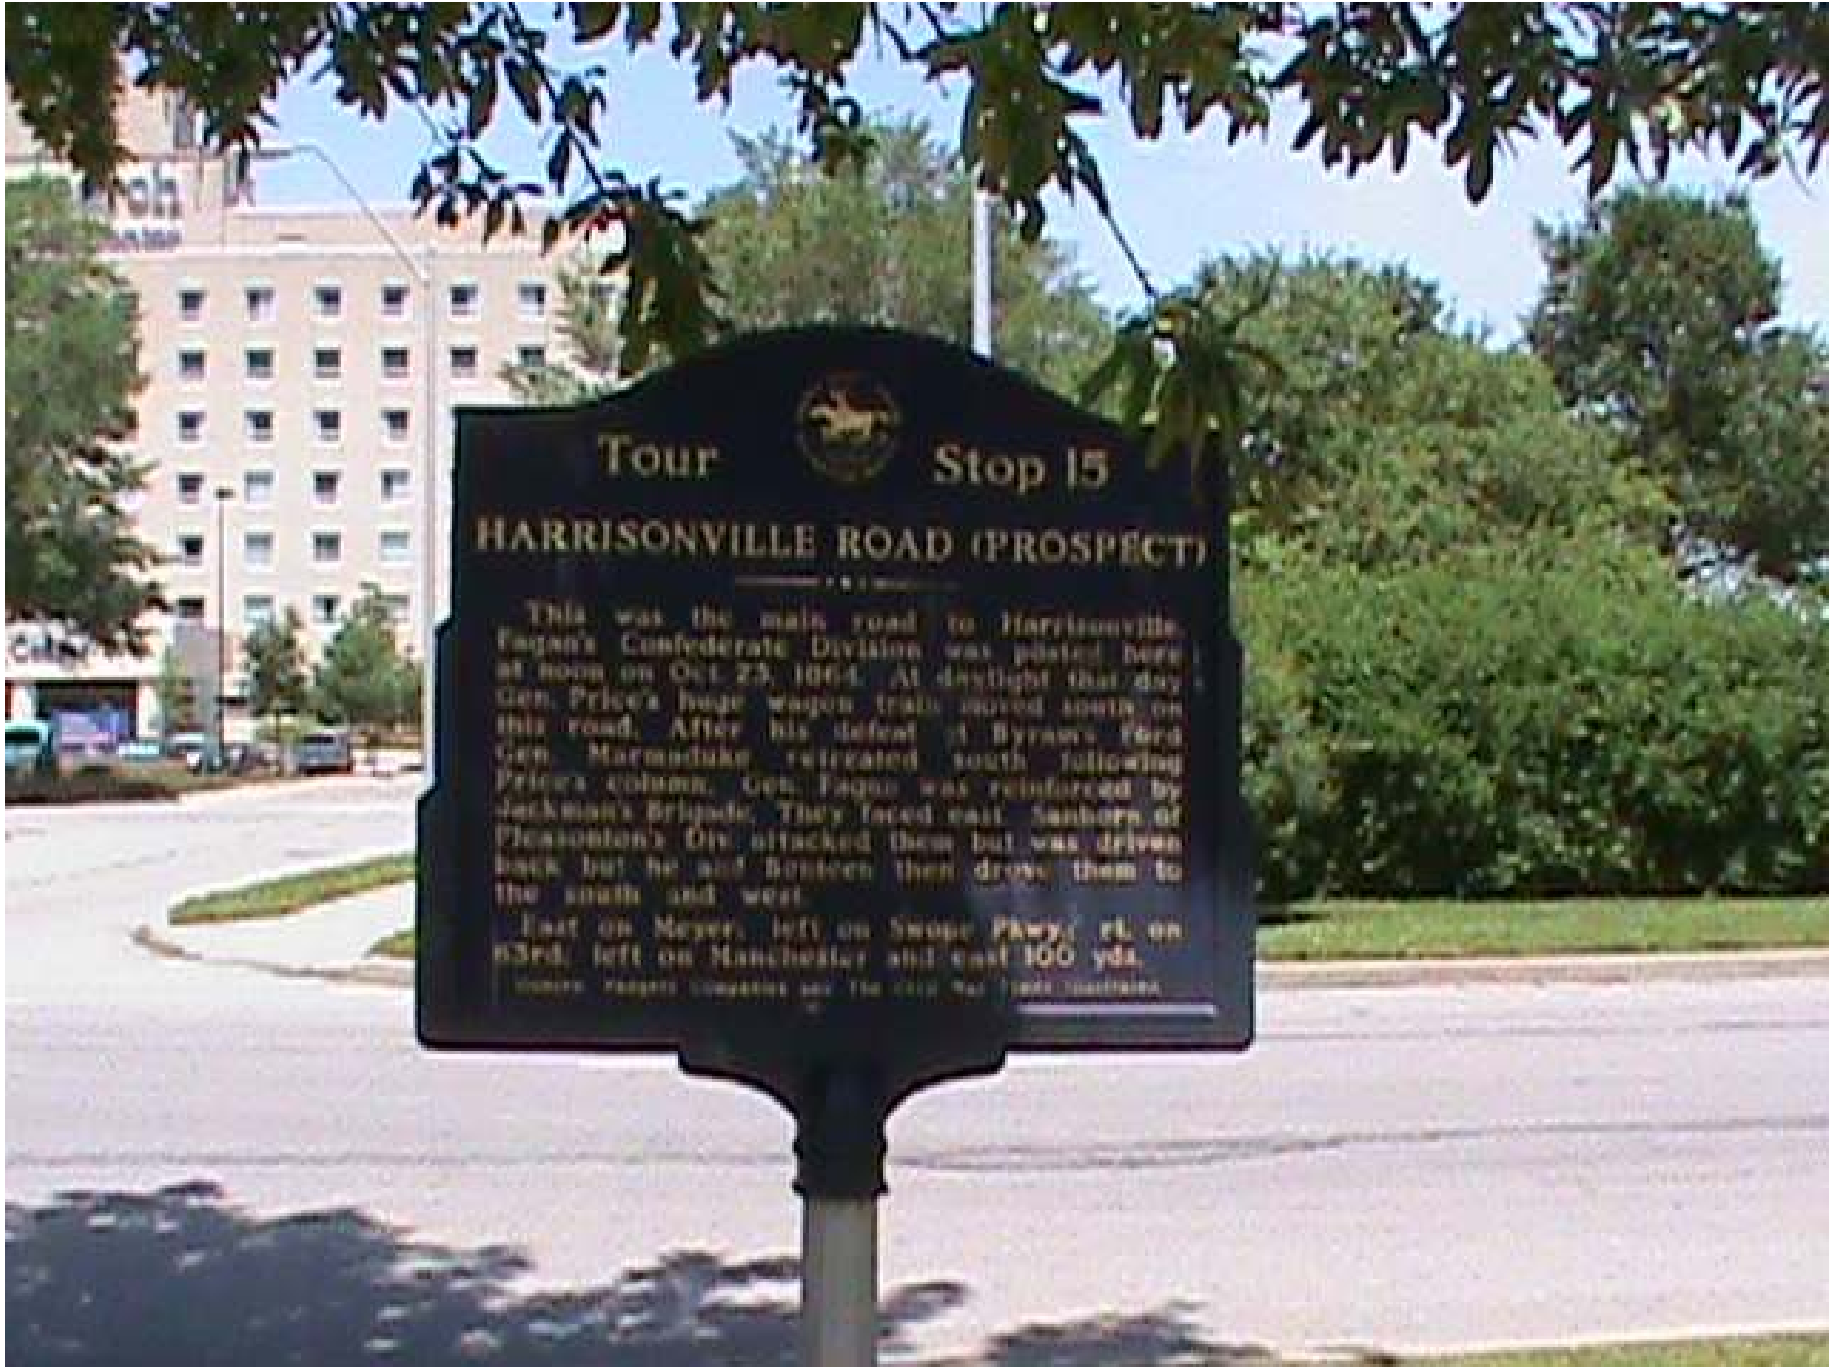 Tour Stop 15
HARRISONVILLE ROAD (PROSPECT)
This was the main road to Harrisonville.
Fagan's Confederate Division was posted here
at noon on Oct. 23, 1864. At daylight that day
Gen. Price's huge wagon train moved south on
this road. After his defeat at Byram's Ford
Gen. Marmaduke retreated south following
Price's column. Gen. Fagan was reinforced by
Jackman's Brigade. They faced east. Sanborn of
Pleasonton's Div. attacked them but was driven
back but he and Benteen then drove them to
the south and west.
East on Meyer, left on Swope Pkwy., rt. on
63rd, left on Manchester and east 100 yds.